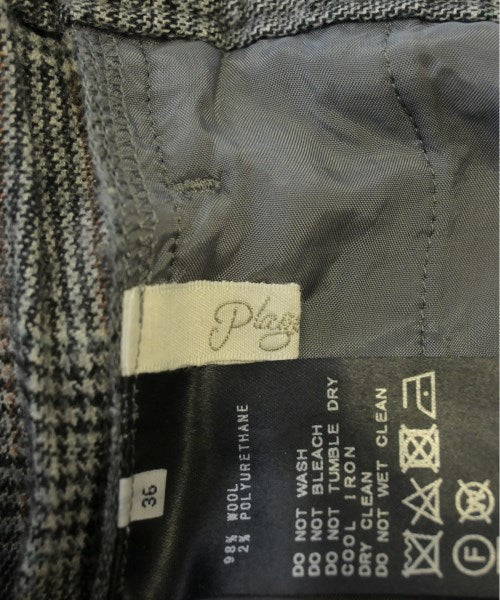 Plage
36
98% WOOL
2% POLYURETHANE
DO NOT WASH
DO NOT BLEACH
DO NOT TUMBLE DRY
COOL IRON
DRY CLEAN
DO NOT WET CLEAN
F
W